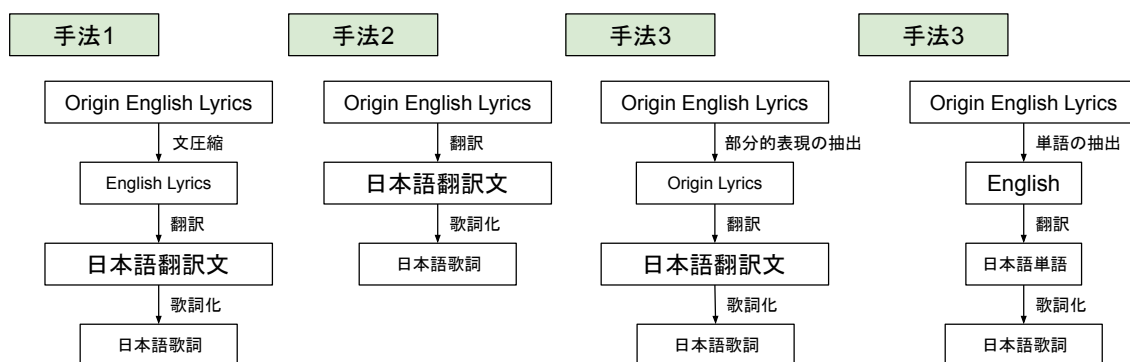 手法1
Origin English Lyrics
文圧縮
English Lyrics
翻訳
日本語翻訳文
歌詞化
日本語歌詞
手法2
Origin English Lyrics
翻訳
日本語翻訳文
歌詞化
日本語歌詞
手法3
Origin English Lyrics
部分的表現の抽出
Origin Lyrics
翻訳
日本語翻訳文
歌詞化
日本語歌詞
手法3
Origin English Lyrics
単語の抽出
English
翻訳
日本語単語
歌詞化
日本語歌詞